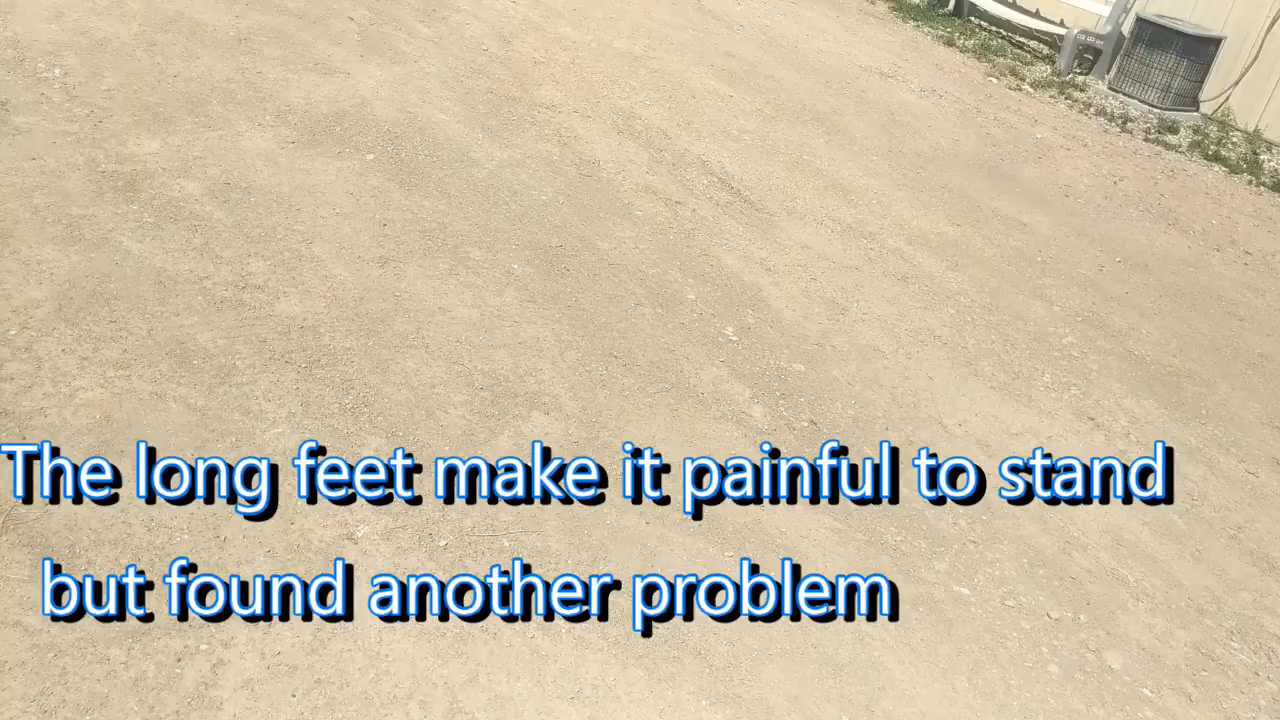 The long feet make it painful to stand
but found another problem